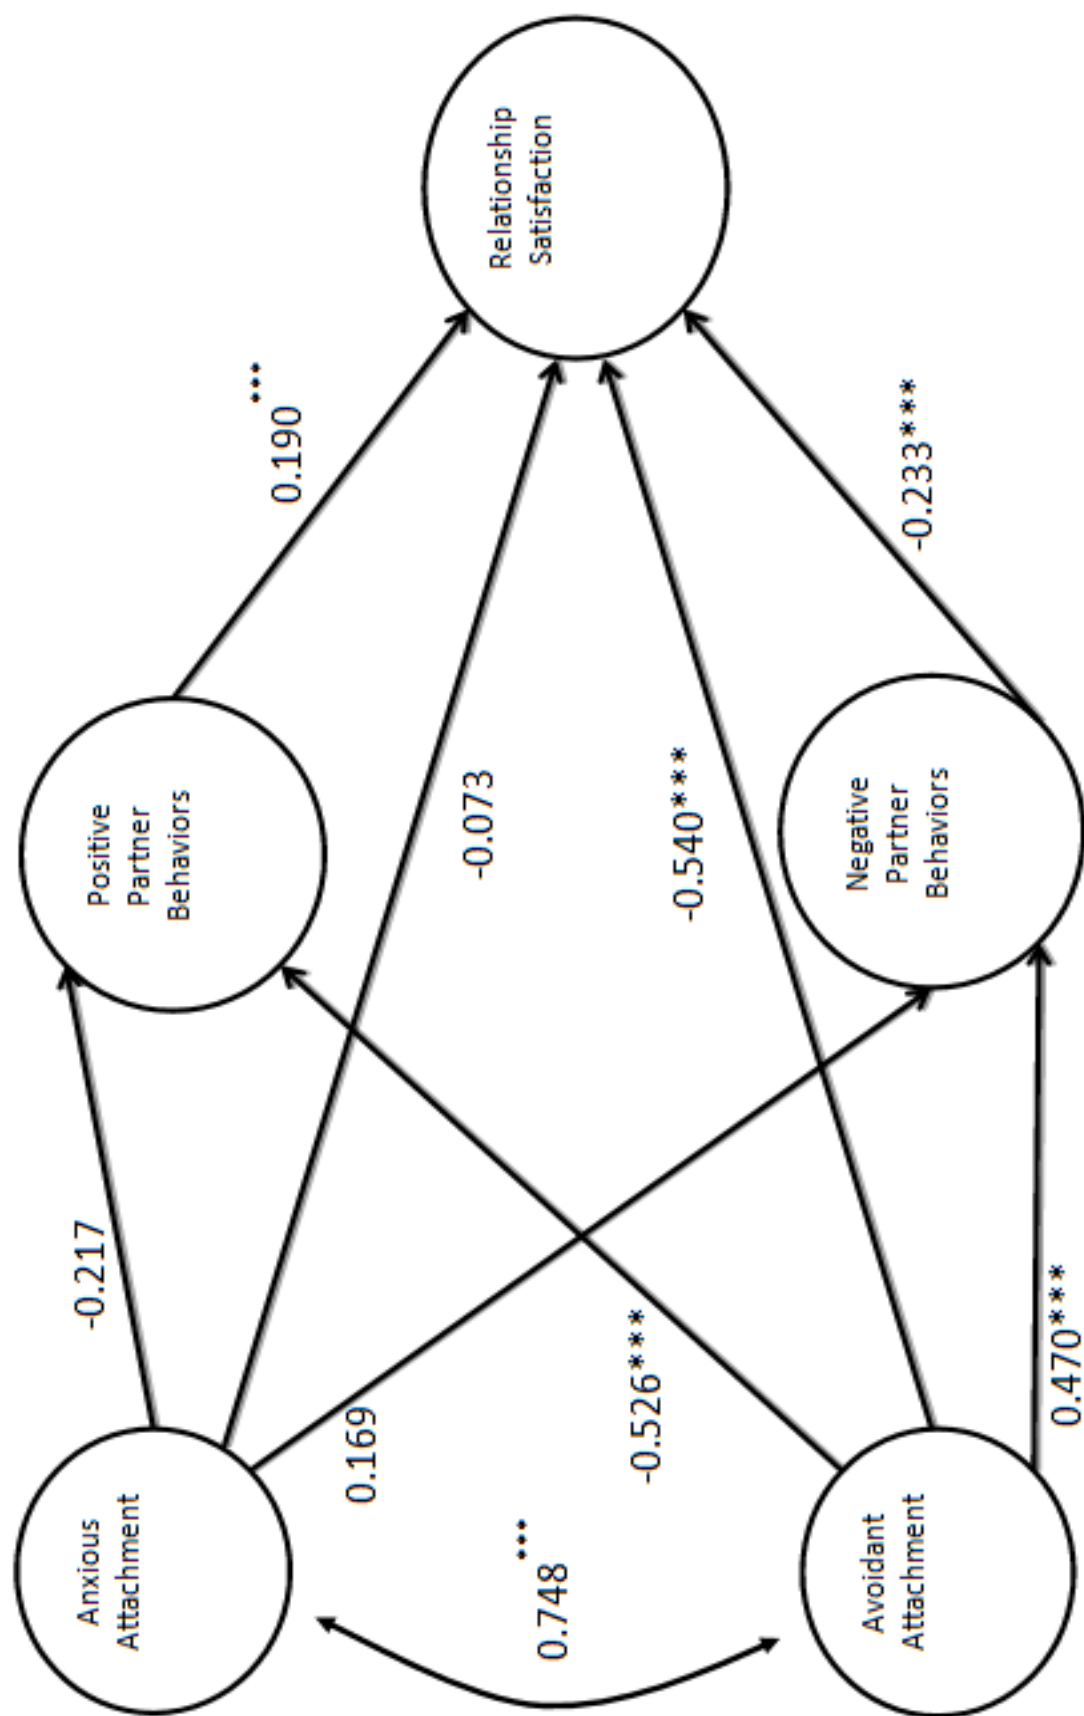 Anxious
Attachment
Positive
Partner
Behaviors
Relationship
Satisfaction
Avoidant
Attachment
Negative
Partner
Behaviors
-0.217
0.190***
-0.073
0.169
-0.526***
-0.540***
0.748***
0.470***
-0.233***